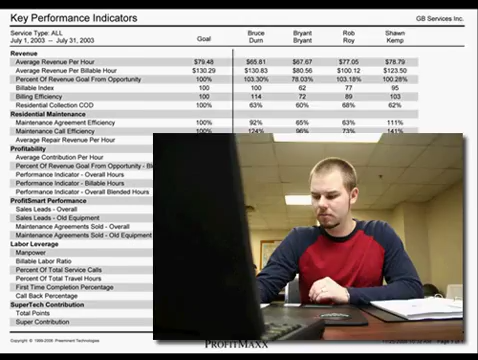 Key Performance Indicators
GB Services Inc.
Service Type: ALL
July 1, 2003 -- July 31, 2003
Goal
Bruce Durn
Bryant Bryant
Rob Roy
Shawn Kemp
Revenue
Average Revenue Per Hour $79.48 $65.81 $67.67 $77.05 $78.79
Average Revenue Per Billable Hour $130.29 $130.83 $80.56 $100.12 $123.50
Percent Of Revenue Goal From Opportunity 100% 103.30% 78.03% 103.18% 100.28%
Billable Index 100 100 62 77 95
Billing Efficiency 100% 114 72 89 103
Residential Collection COD 100% 63% 60% 68% 62%
Residential Maintenance
Maintenance Agreement Efficiency 100% 92% 65% 63% 111%
Maintenance Call Efficiency 100% 124% 96% 73% 141%
Average Repair Revenue Per Hour
Profitability
Average Contribution Per Hour
Percent Of Revenue Goal From Opportunity - Bl
Performance Indicator - Overall Hours
Performance Indicator - Billable Hours
Performance Indicator - Overall Blended Hours
ProfitSmart Performance
Sales Leads - Overall
Sales Leads - Old Equipment
Maintenance Agreements Sold - Overall
Maintenance Agreements Sold - Old Equipment
Labor Leverage
Manpower
Billable Labor Ratio
Percent Of Total Service Calls
Percent Of Total Travel Hours
First Time Completion Percentage
Call Back Percentage
SuperTech Contribution
Total Points
Super Contribution
PROFITMAXX